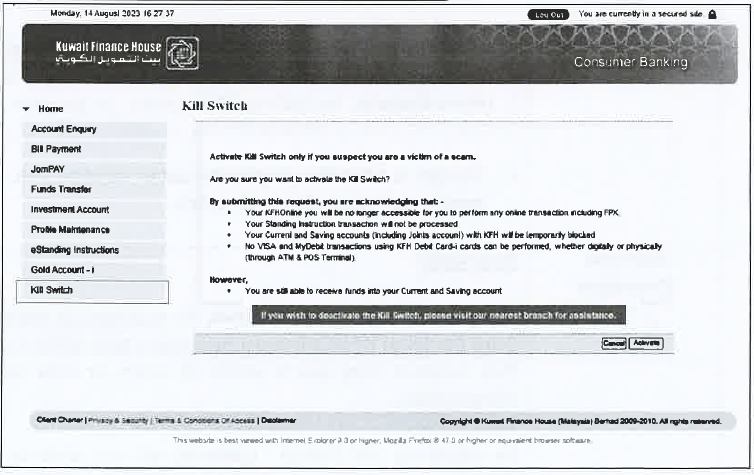 Monday, 14 August 2023 16 27 37
Log Out
You are currently in a secured site
Kuwait Finance House
بيت التمويل الكويتي
Consumer Banking
Home
Account Enquiry
Bill Payment
JomPAY
Funds Transfer
Investment Account
Profile Maintenance
eStanding Instructions
Gold Account - i
Kill Switch
Kill Switch
Activate Kill Switch only if you suspect you are a victim of a scam.
Are you sure you want to activate the Kill Switch?
By submitting this request, you are acknowledging that: -
• Your KFHOnline you will be no longer accessible for you to perform any online transaction including FPX.
• Your Standing Instruction transaction will not be processed
• Your Current and Saving accounts (including Joints account) with KFH will be temporarily blocked
• No VISA and MyDebit transactions using KFH Debit Card-i cards can be performed, whether digitally or physically
(through ATM & POS Terminal).
However,
• You are still able to receive funds into your Current and Saving account
If you wish to deactivate the Kill Switch, please visit our nearest branch for assistance.
Cancel Activate
Client Charter | Privacy & Security | Terms & Conditions Of Access | Disclaimer
Copyright © Kuwait Finance House (Malaysia) Berhad 2009-2010. All rights reserved.
This website is best viewed with Internet Explorer 9.0 or higher, Mozilla Firefox ® 47.0 or higher or equivalent browser software.